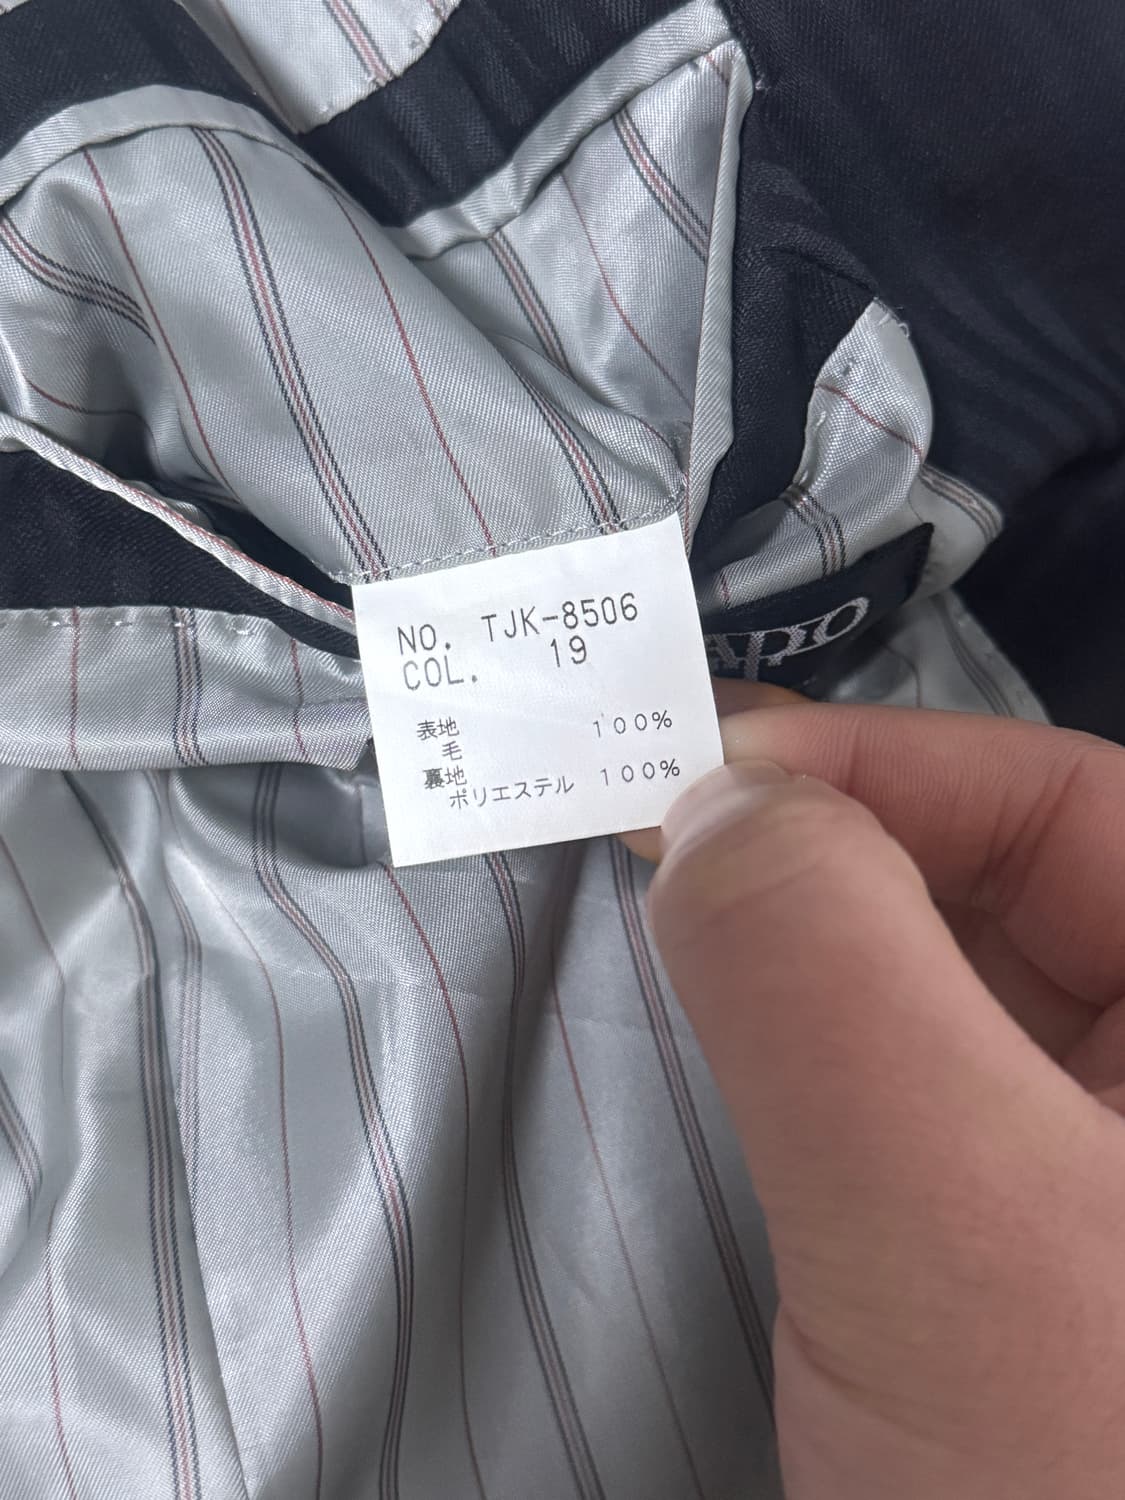 NO. TJK-8506
COL. 19
表地 100%
毛
裏地
ポリエステル 100%